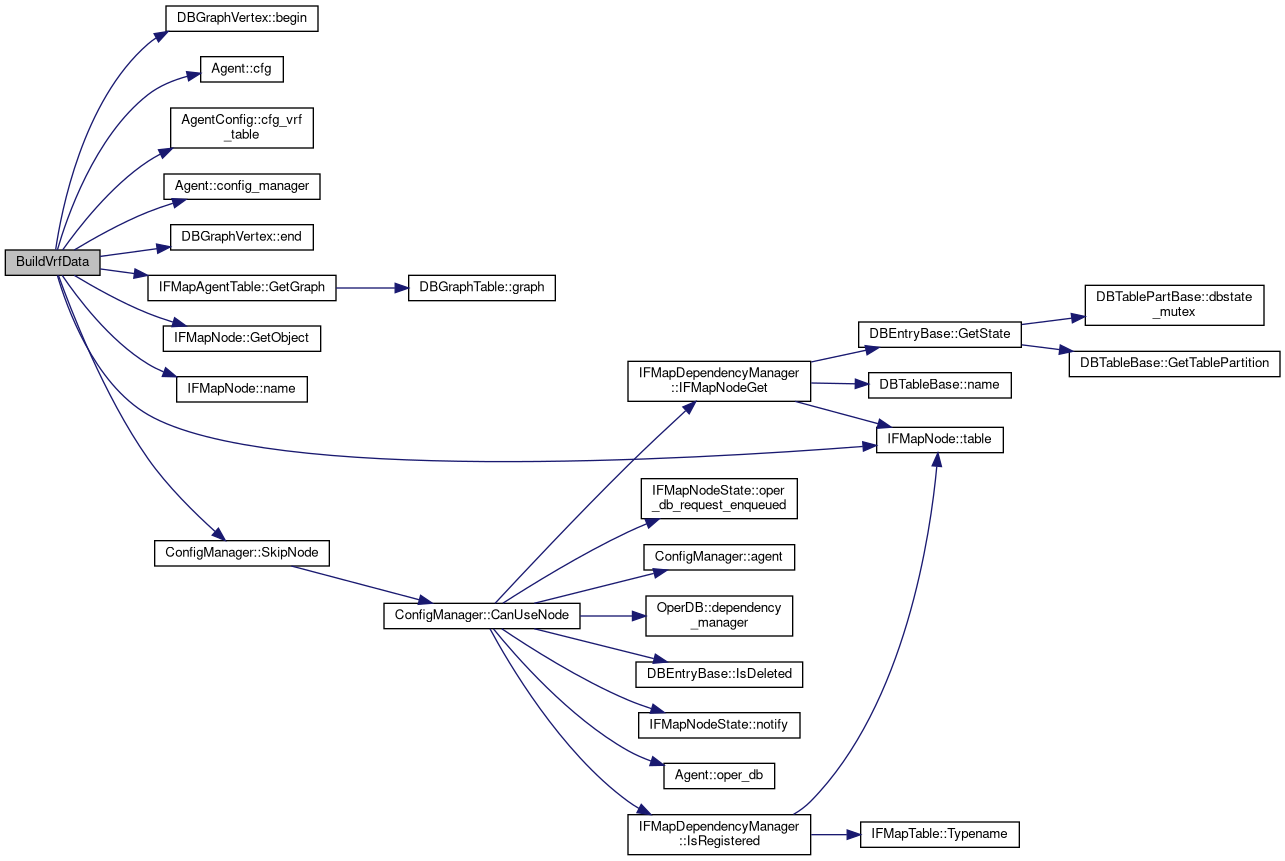 DBGraphVertex::begin
Agent::cfg
AgentConfig::cfg_vrf
_table
Agent::config_manager
DBGraphVertex::end
BuildVrfData
IFMapAgentTable::GetGraph
DBGraphTable::graph
IFMapNode::GetObject
IFMapNode::name
ConfigManager::SkipNode
ConfigManager::CanUseNode
IFMapDependencyManager
::IFMapNodeGet
DBEntryBase::GetState
DBTablePartBase::dbstate
_mutex
DBTableBase::GetTablePartition
DBTableBase::name
IFMapNode::table
IFMapNodeState::oper
_db_request_enqueued
ConfigManager::agent
OperDB::dependency
_manager
DBEntryBase::IsDeleted
IFMapNodeState::notify
Agent::oper_db
IFMapDependencyManager
::IsRegistered
IFMapTable::Typename